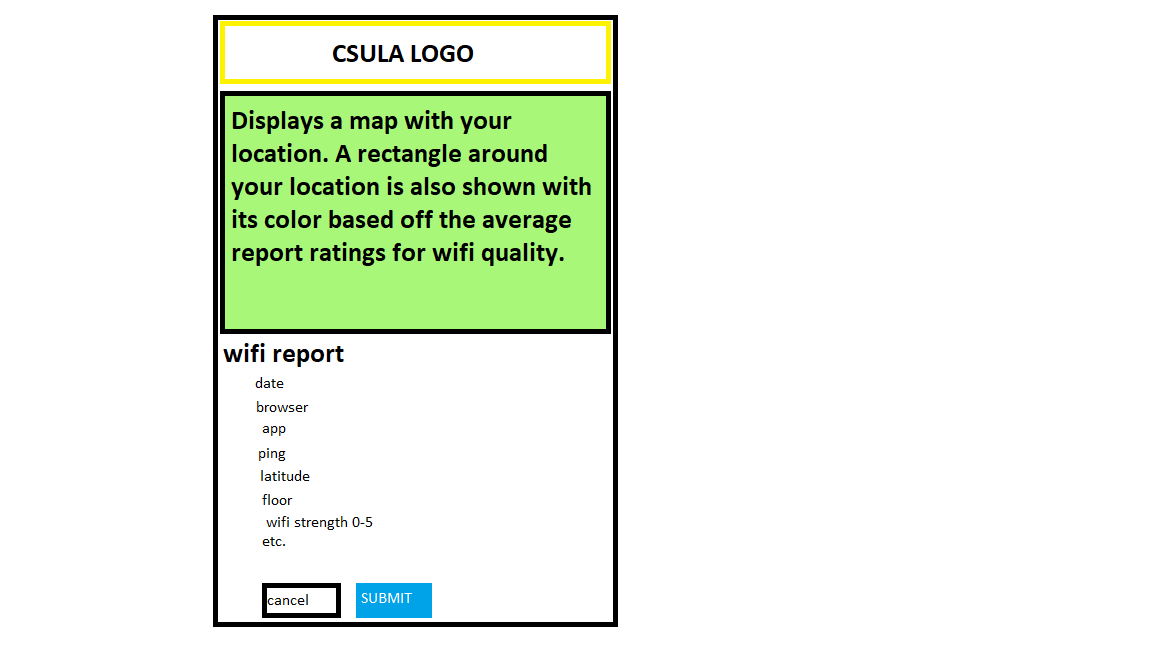 CSULA LOGO
Displays a map with your
location. A rectangle around
your location is also shown with
its color based off the average
report ratings for wifi quality.
wifi report
date
browser
app
ping
latitude
floor
wifi strength 0-5
etc.
cancel
SUBMIT